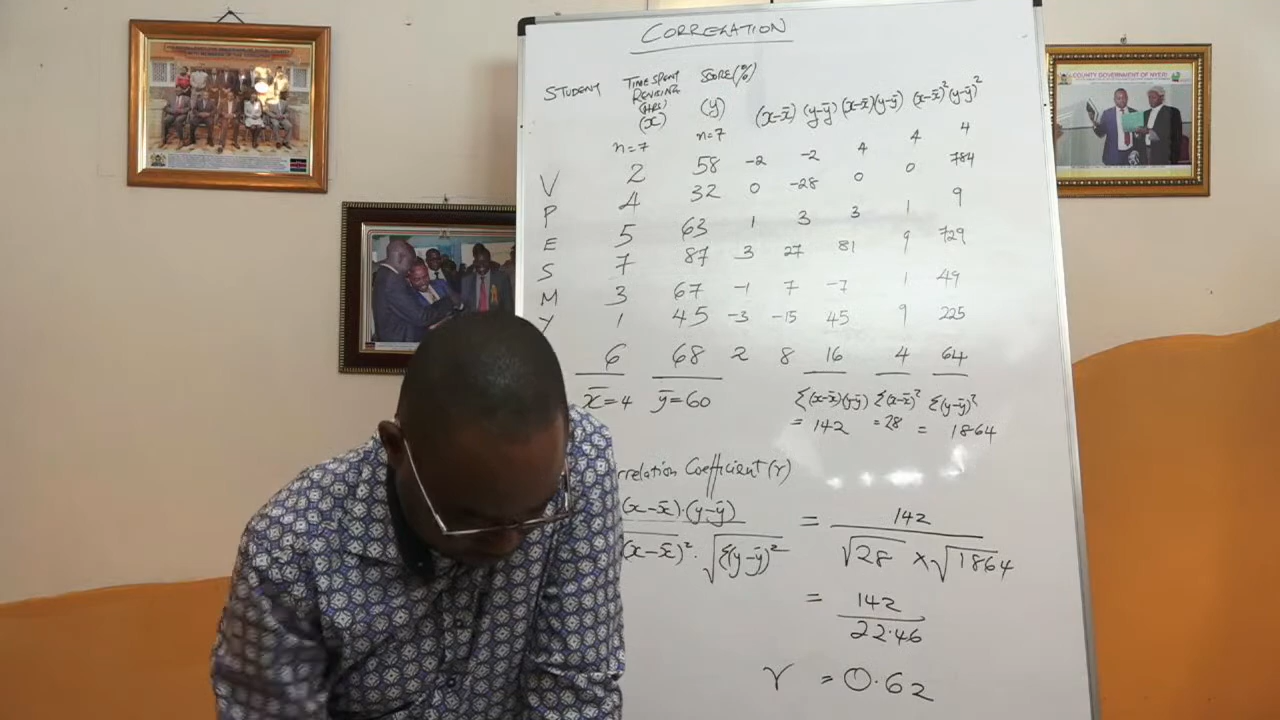 CORRELATION
STUDENT TIME SPENT REVISING (HRS) (x) SCORE (%) (y) (x-x̄) (y-ȳ) (x-x̄)(y-ȳ) (x-x̄)² (y-ȳ)²
n=7 n=7
V 2 58 -2 -2 4 4 4
P 4 32 0 -28 0 0 784
E 5 63 1 3 3 1 9
S 7 87 3 27 81 9 729
M 3 67 -1 7 -7 1 49
Y 1 45 -3 -15 45 9 225
6 68 2 8 16 4 64
x̄=4 ȳ=60 Σ(x-x̄)(y-ȳ) Σ(x-x̄)² Σ(y-ȳ)²
= 142 =28 = 1864
rrelation Coefficient (r)
(x-x̄)·(y-ȳ) = 142
(x-x̄)²· √Σ(y-ȳ)² √28 × √1864
= 142
22.46
r = 0.62
COUNTY GOVERNMENT OF NYERI